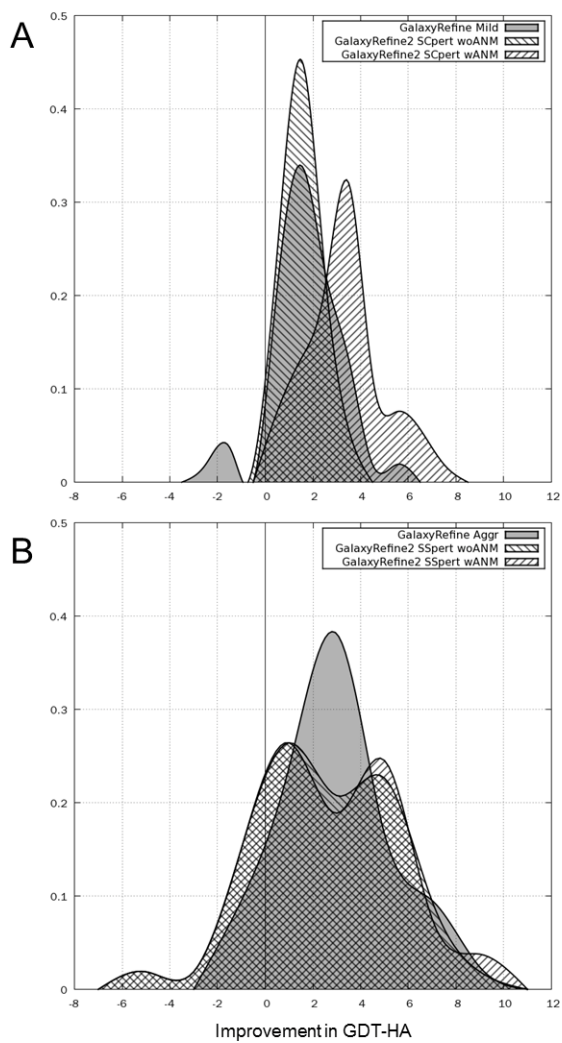 A
0.5
GalaxyRefine Mild
GalaxyRefine2 SCpert woANM
GalaxyRefine2 SCpert wANM
0.4
0.3
0.2
0.1
0
-8 -6 -4 -2 0 2 4 6 8 10 12
B
0.5
GalaxyRefine Aggr
GalaxyRefine2 SSpert woANM
GalaxyRefine2 SSpert wANM
0.4
0.3
0.2
0.1
0
-8 -6 -4 -2 0 2 4 6 8 10 12
Improvement in GDT-HA